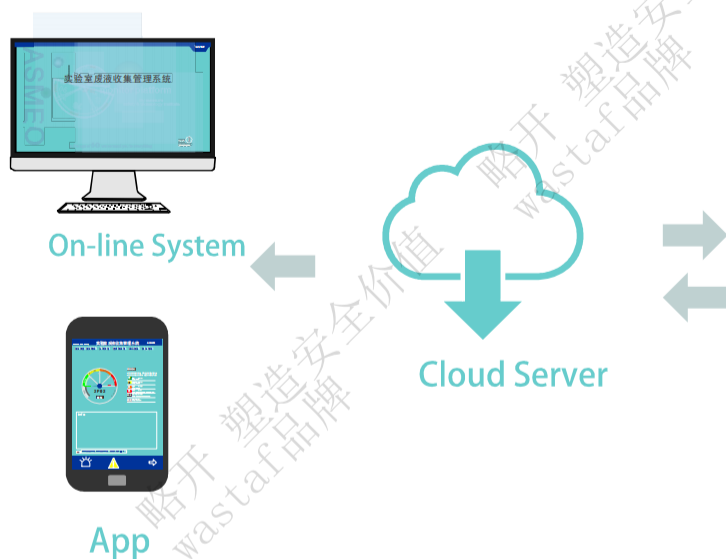 ASMEO
实验室废液收集管理系统
On-line System
Cloud Server
App
略开 塑造安全价值
wastaf品牌
略开 塑造安全
wastaf品牌